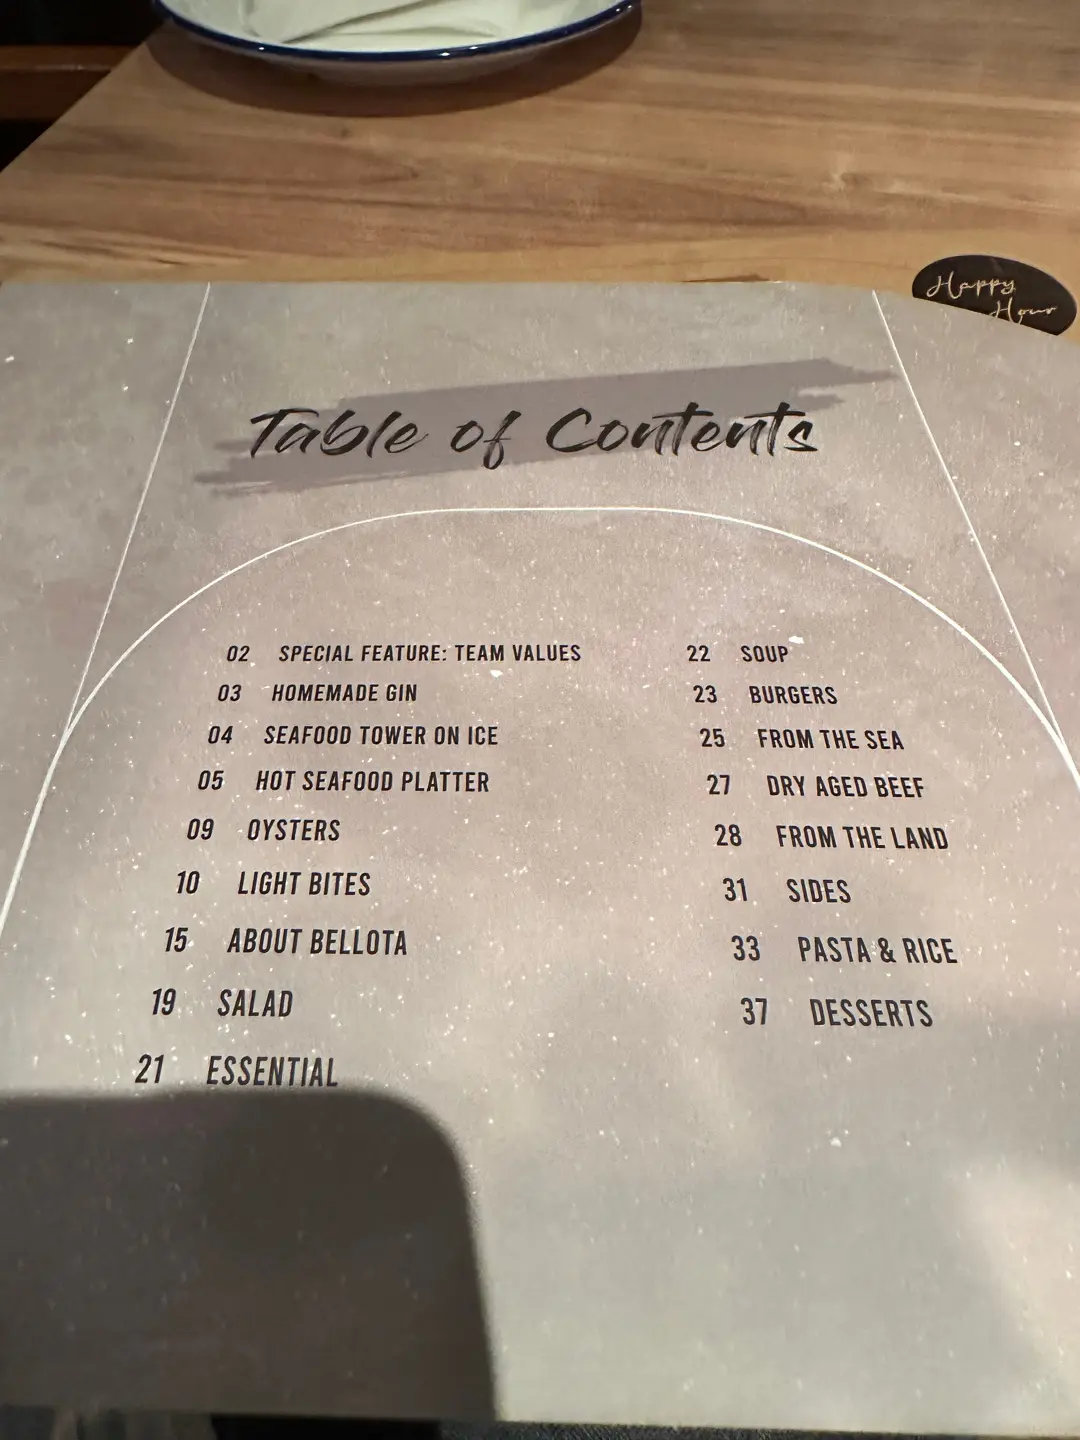 Happy
Hour
Table of Contents
02 SPECIAL FEATURE: TEAM VALUES
03 HOMEMADE GIN
04 SEAFOOD TOWER ON ICE
05 HOT SEAFOOD PLATTER
09 OYSTERS
10 LIGHT BITES
15 ABOUT BELLOTA
19 SALAD
21 ESSENTIAL
22 SOUP
23 BURGERS
25 FROM THE SEA
27 DRY AGED BEEF
28 FROM THE LAND
31 SIDES
33 PASTA & RICE
37 DESSERTS